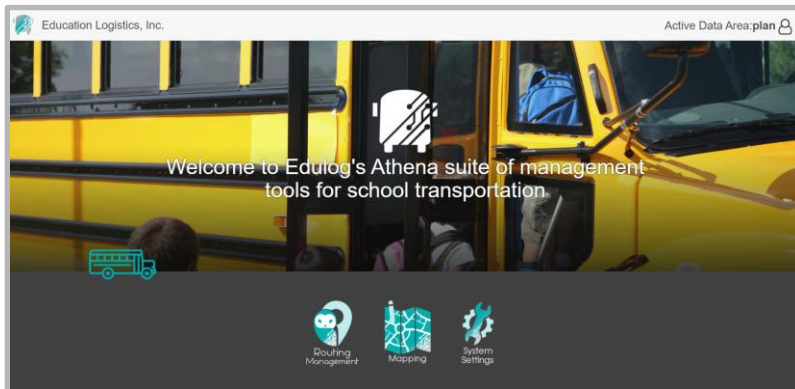 Education Logistics, Inc.
Active Data Area:plan
Welcome to Edulog's Athena suite of management
tools for school transportation
Routing
Management
Mapping
System
Settings